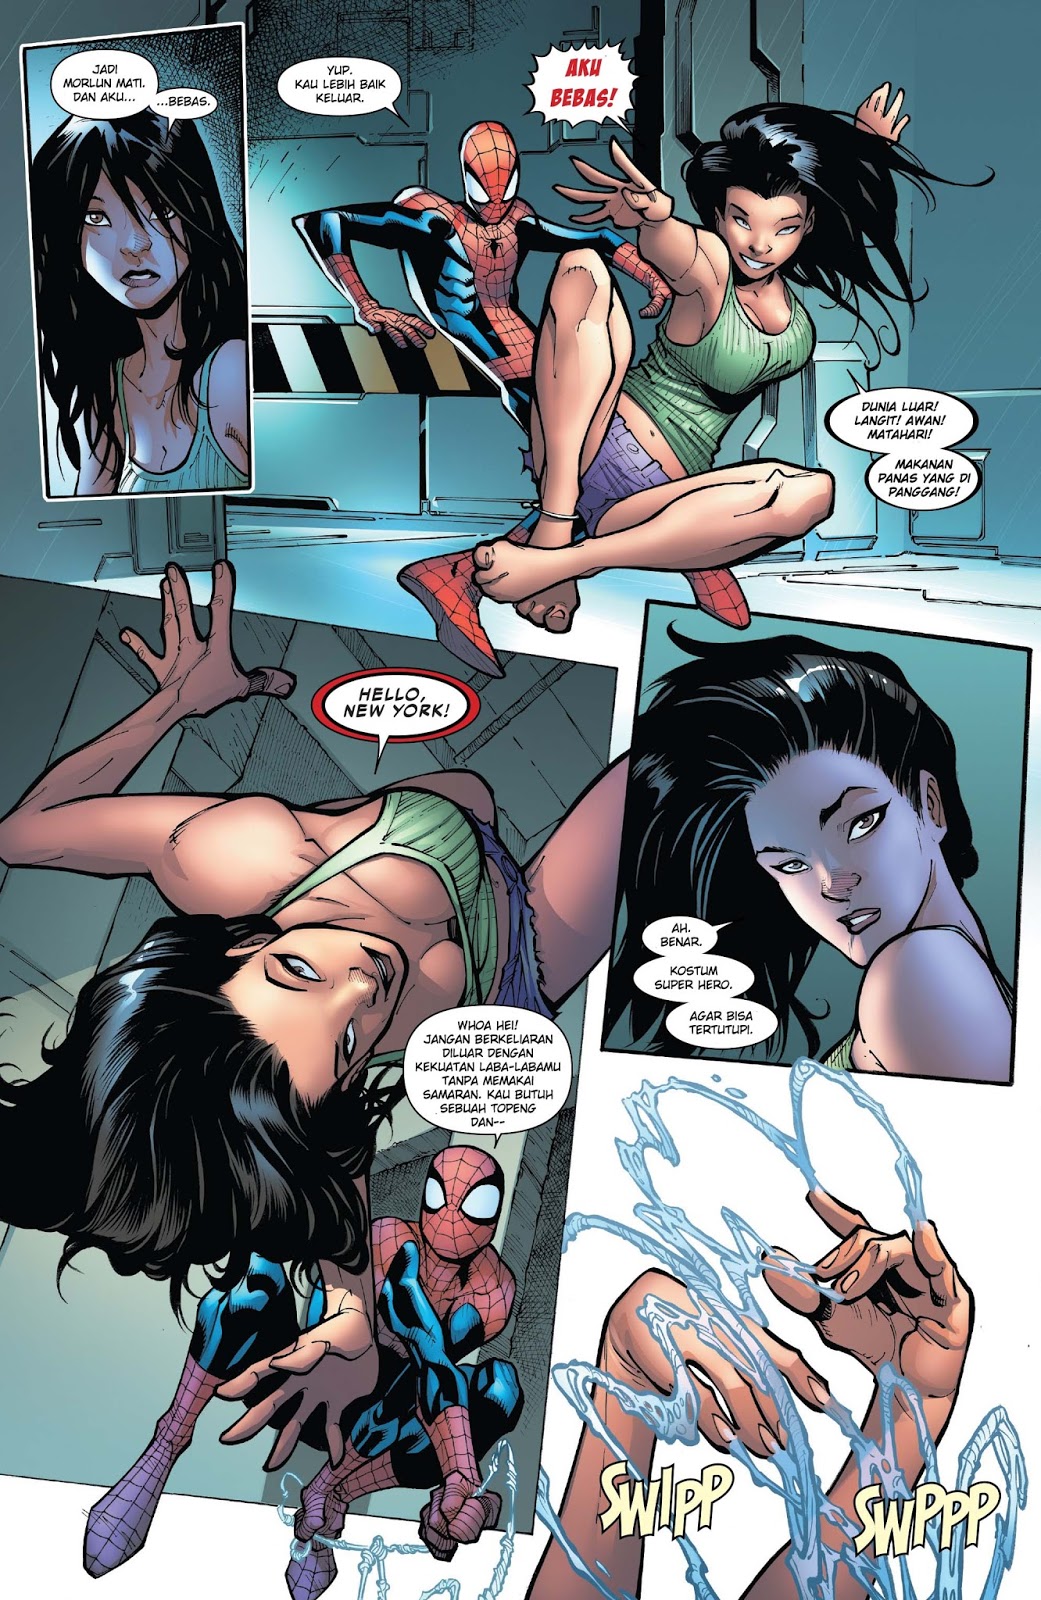 JADI
MORLUN MATI.
DAN AKU...
...BEBAS.
YUP.
KAU LEBIH BAIK
KELUAR.
AKU
BEBAS!
DUNIA LUAR!
LANGIT! AWAN!
MATAHARI!
MAKANAN
PANAS YANG DI
PANGGANG!
HELLO,
NEW YORK!
WHOA HEI!
JANGAN BERKELIARAN
DILUAR DENGAN
KEKUATAN LABA-LABAMU
TANPA MEMAKAI
SAMARAN. KAU BUTUH
SEBUAH TOPENG
DAN--
AH.
BENAR.
KOSTUM
SUPER HERO.
AGAR BISA
TERTUTUPI.
SWIPP
SWPPP